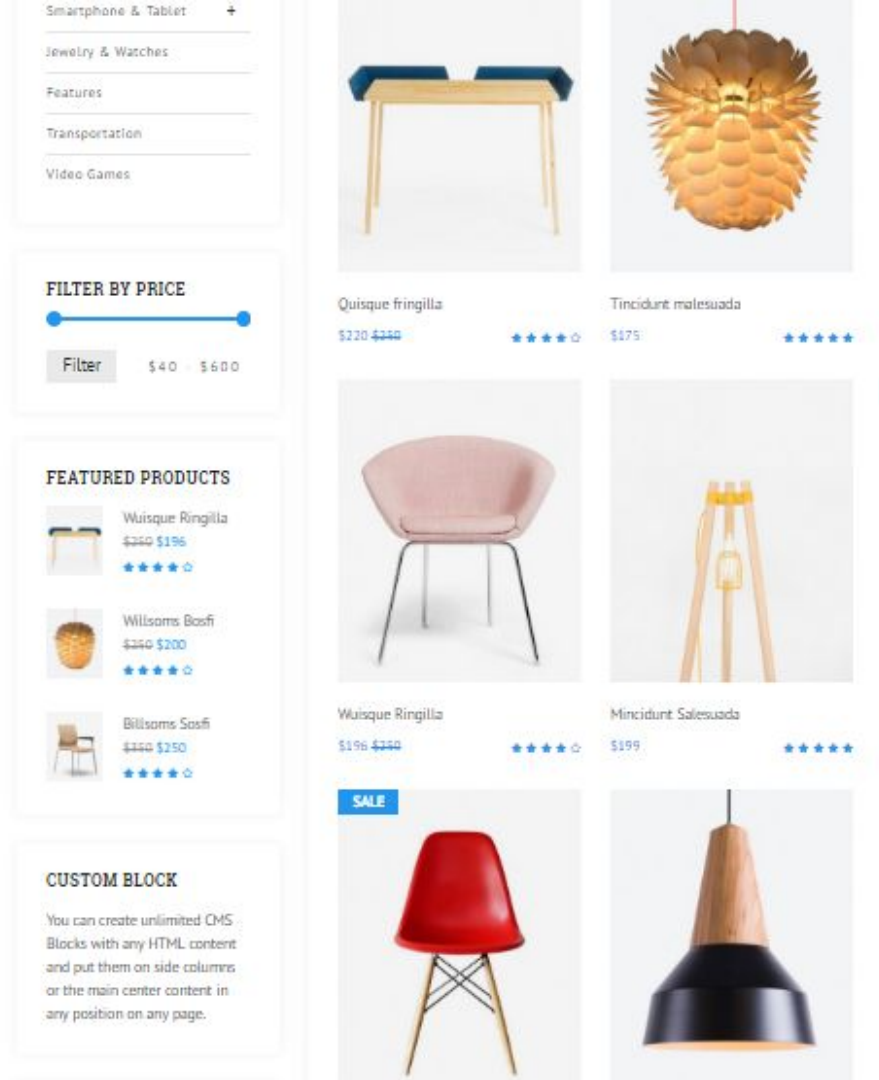 Smartphone & Tablet +
Jewelry & Watches
Features
Transportation
Video Games
FILTER BY PRICE
Filter $40 - $600
FEATURED PRODUCTS
Wuisque Ringilla
$250 $196
Willsoms Bosfi
$250 $200
Billsoms Sosfi
$350 $250
CUSTOM BLOCK
You can create unlimited CMS
Blocks with any HTML content
and put them on side columns
or the main center content in
any position on any page.
Quisque fringilla
$220 $250
Tincidunt malesuada
$175
Wuisque Ringilla
$196 $250
Mincidunt Salesuada
$199
SALE